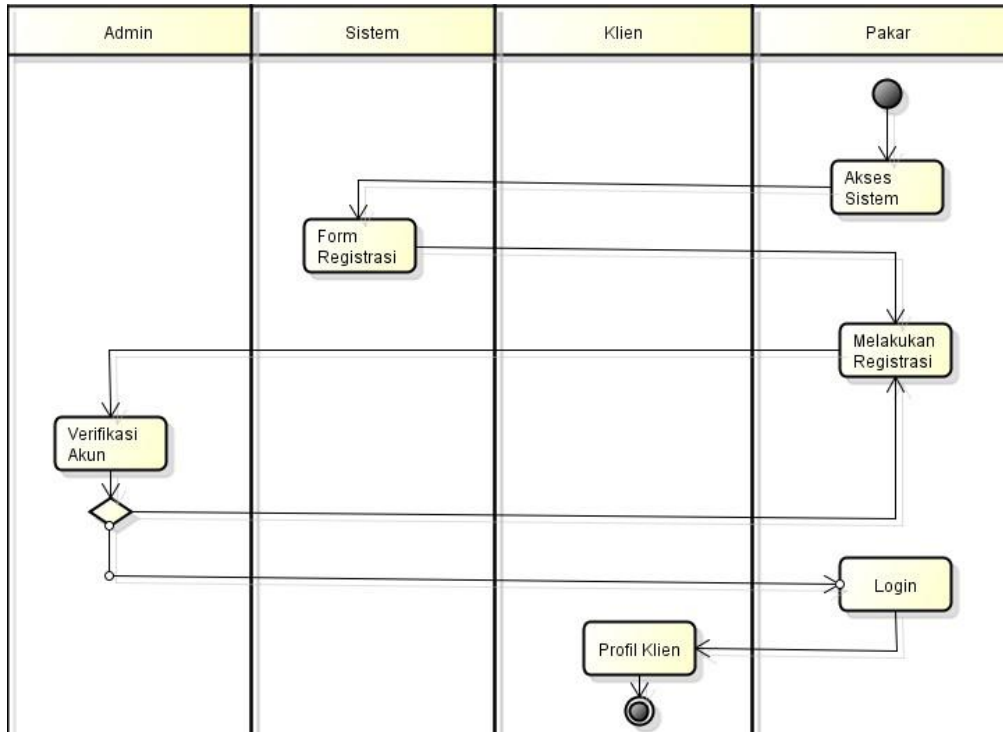 Admin
Sistem
Klien
Pakar
Akses
Sistem
Form
Registrasi
Melakukan
Registrasi
Verifikasi
Akun
Login
Profil Klien